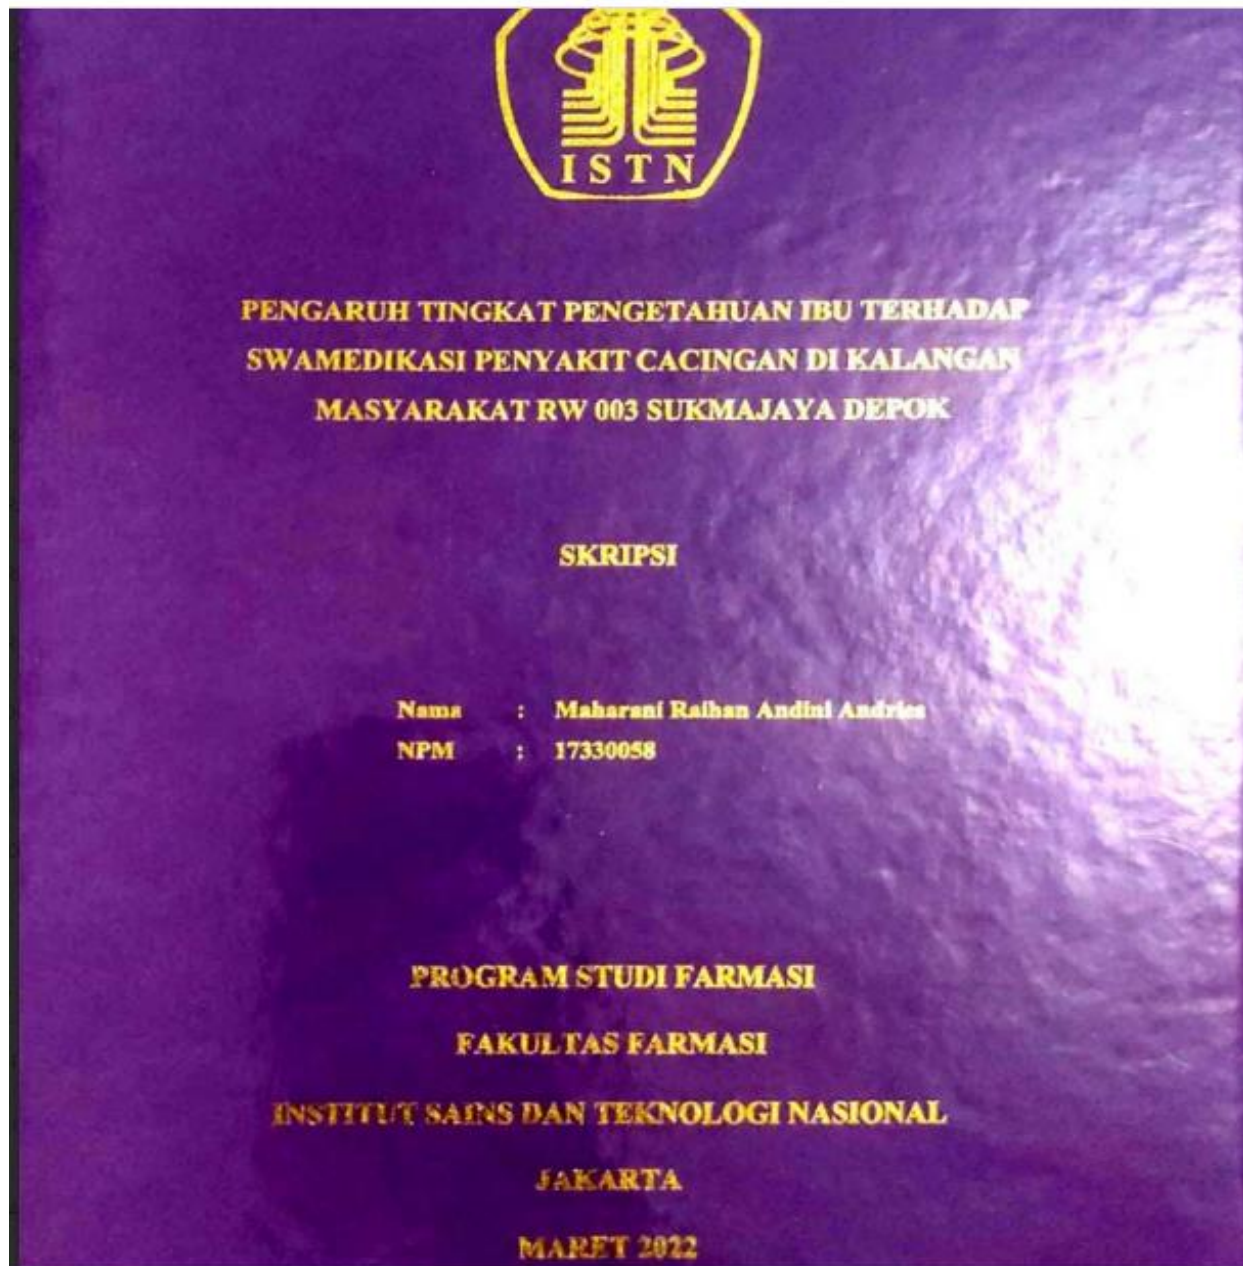 ISTN
PENGARUH TINGKAT PENGETAHUAN IBU TERHADAP
SWAMEDIKASI PENYAKIT CACINGAN DI KALANGAN
MASYARAKAT RW 003 SUKMAJAYA DEPOK
SKRIPSI
Nama : Maharani Raihan Andini Andries
NPM : 17330058
PROGRAM STUDI FARMASI
FAKULTAS FARMASI
INSTITUT SAINS DAN TEKNOLOGI NASIONAL
JAKARTA
MARET 2022